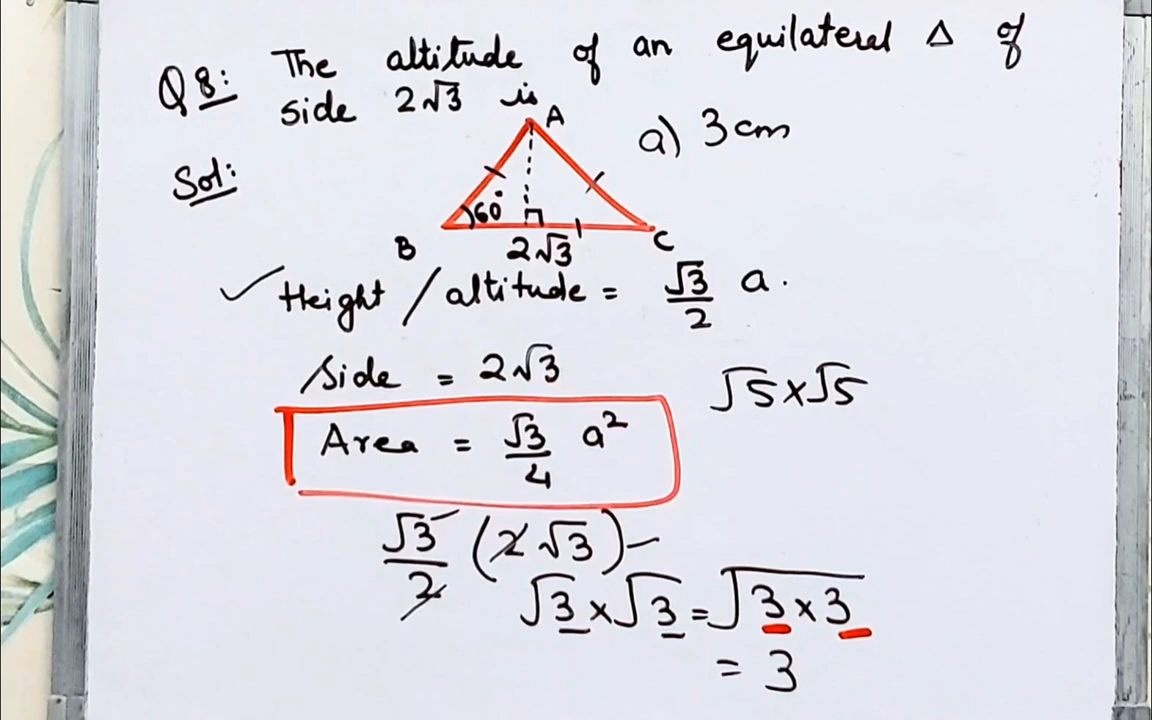 Q8: The altitude of an equilateral Δ of
side 2√3 is
A
a) 3cm
Sol:
60°
B
2√3
C
Height / altitude = √3/2 a.
Side = 2√3
√5×√5
Area = √3/4 a²
√3/2 (2√3)
√3×√3 = √3×3
= 3